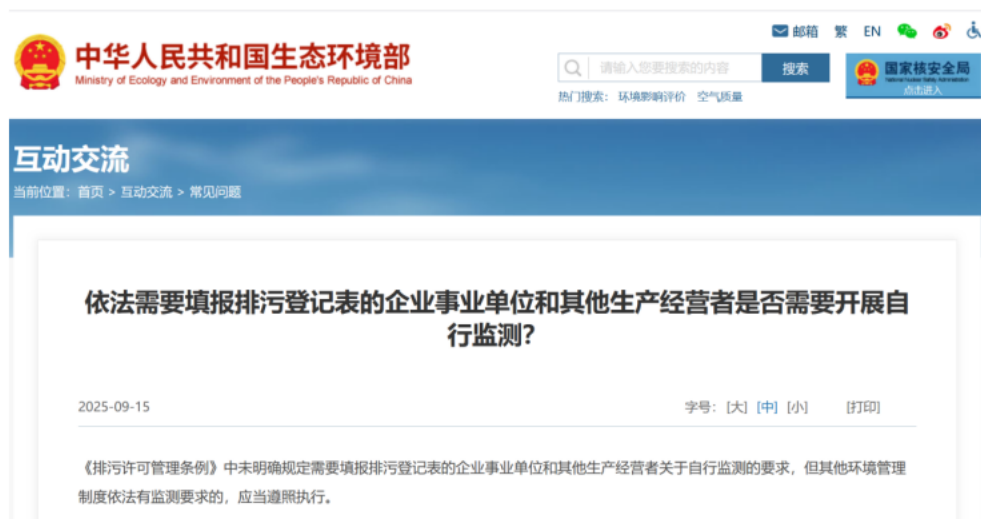 邮箱 繁 EN
中华人民共和国生态环境部
Ministry of Ecology and Environment of the People's Republic of China
请输入您要搜索的内容 搜索
国家核安全局
点击进入
热门搜索： 环境影响评价 空气质量
互动交流
当前位置：首页 > 互动交流 > 常见问题
依法需要填报排污登记表的企业事业单位和其他生产经营者是否需要开展自
行监测？
2025-09-15 字号：[大] [中] [小] [打印]
《排污许可管理条例》中未明确规定需要填报排污登记表的企业事业单位和其他生产经营者关于自行监测的要求，但其他环境管理
制度依法有监测要求的，应当遵照执行。